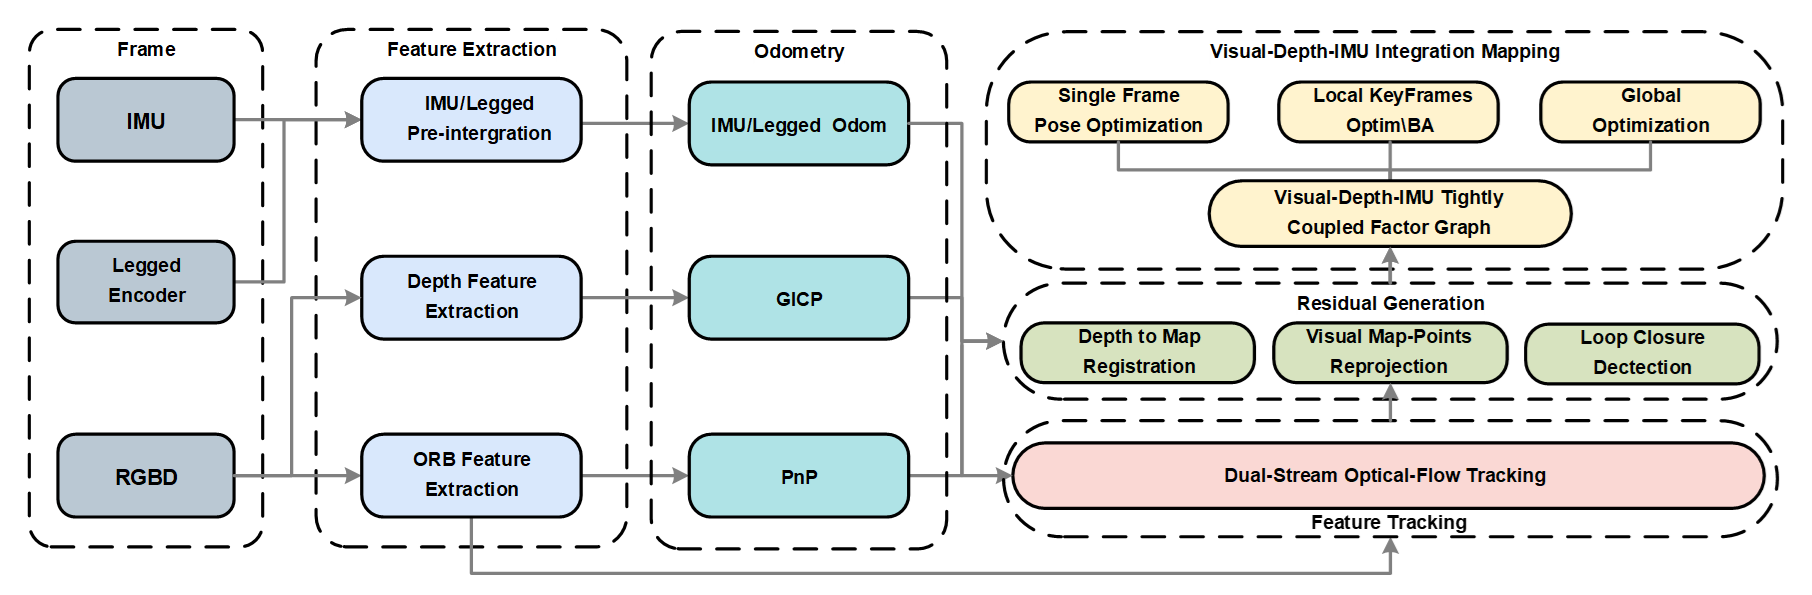 Frame
IMU
Legged
Encoder
RGBD
Feature Extraction
IMU/Legged
Pre-intergration
Depth Feature
Extraction
ORB Feature
Extraction
Odometry
IMU/Legged Odom
GICP
PnP
Visual-Depth-IMU Integration Mapping
Single Frame
Pose Optimization
Local KeyFrames
Optim\BA
Global
Optimization
Visual-Depth-IMU Tightly
Coupled Factor Graph
Residual Generation
Depth to Map
Registration
Visual Map-Points
Reprojection
Loop Closure
Dectection
Dual-Stream Optical-Flow Tracking
Feature Tracking